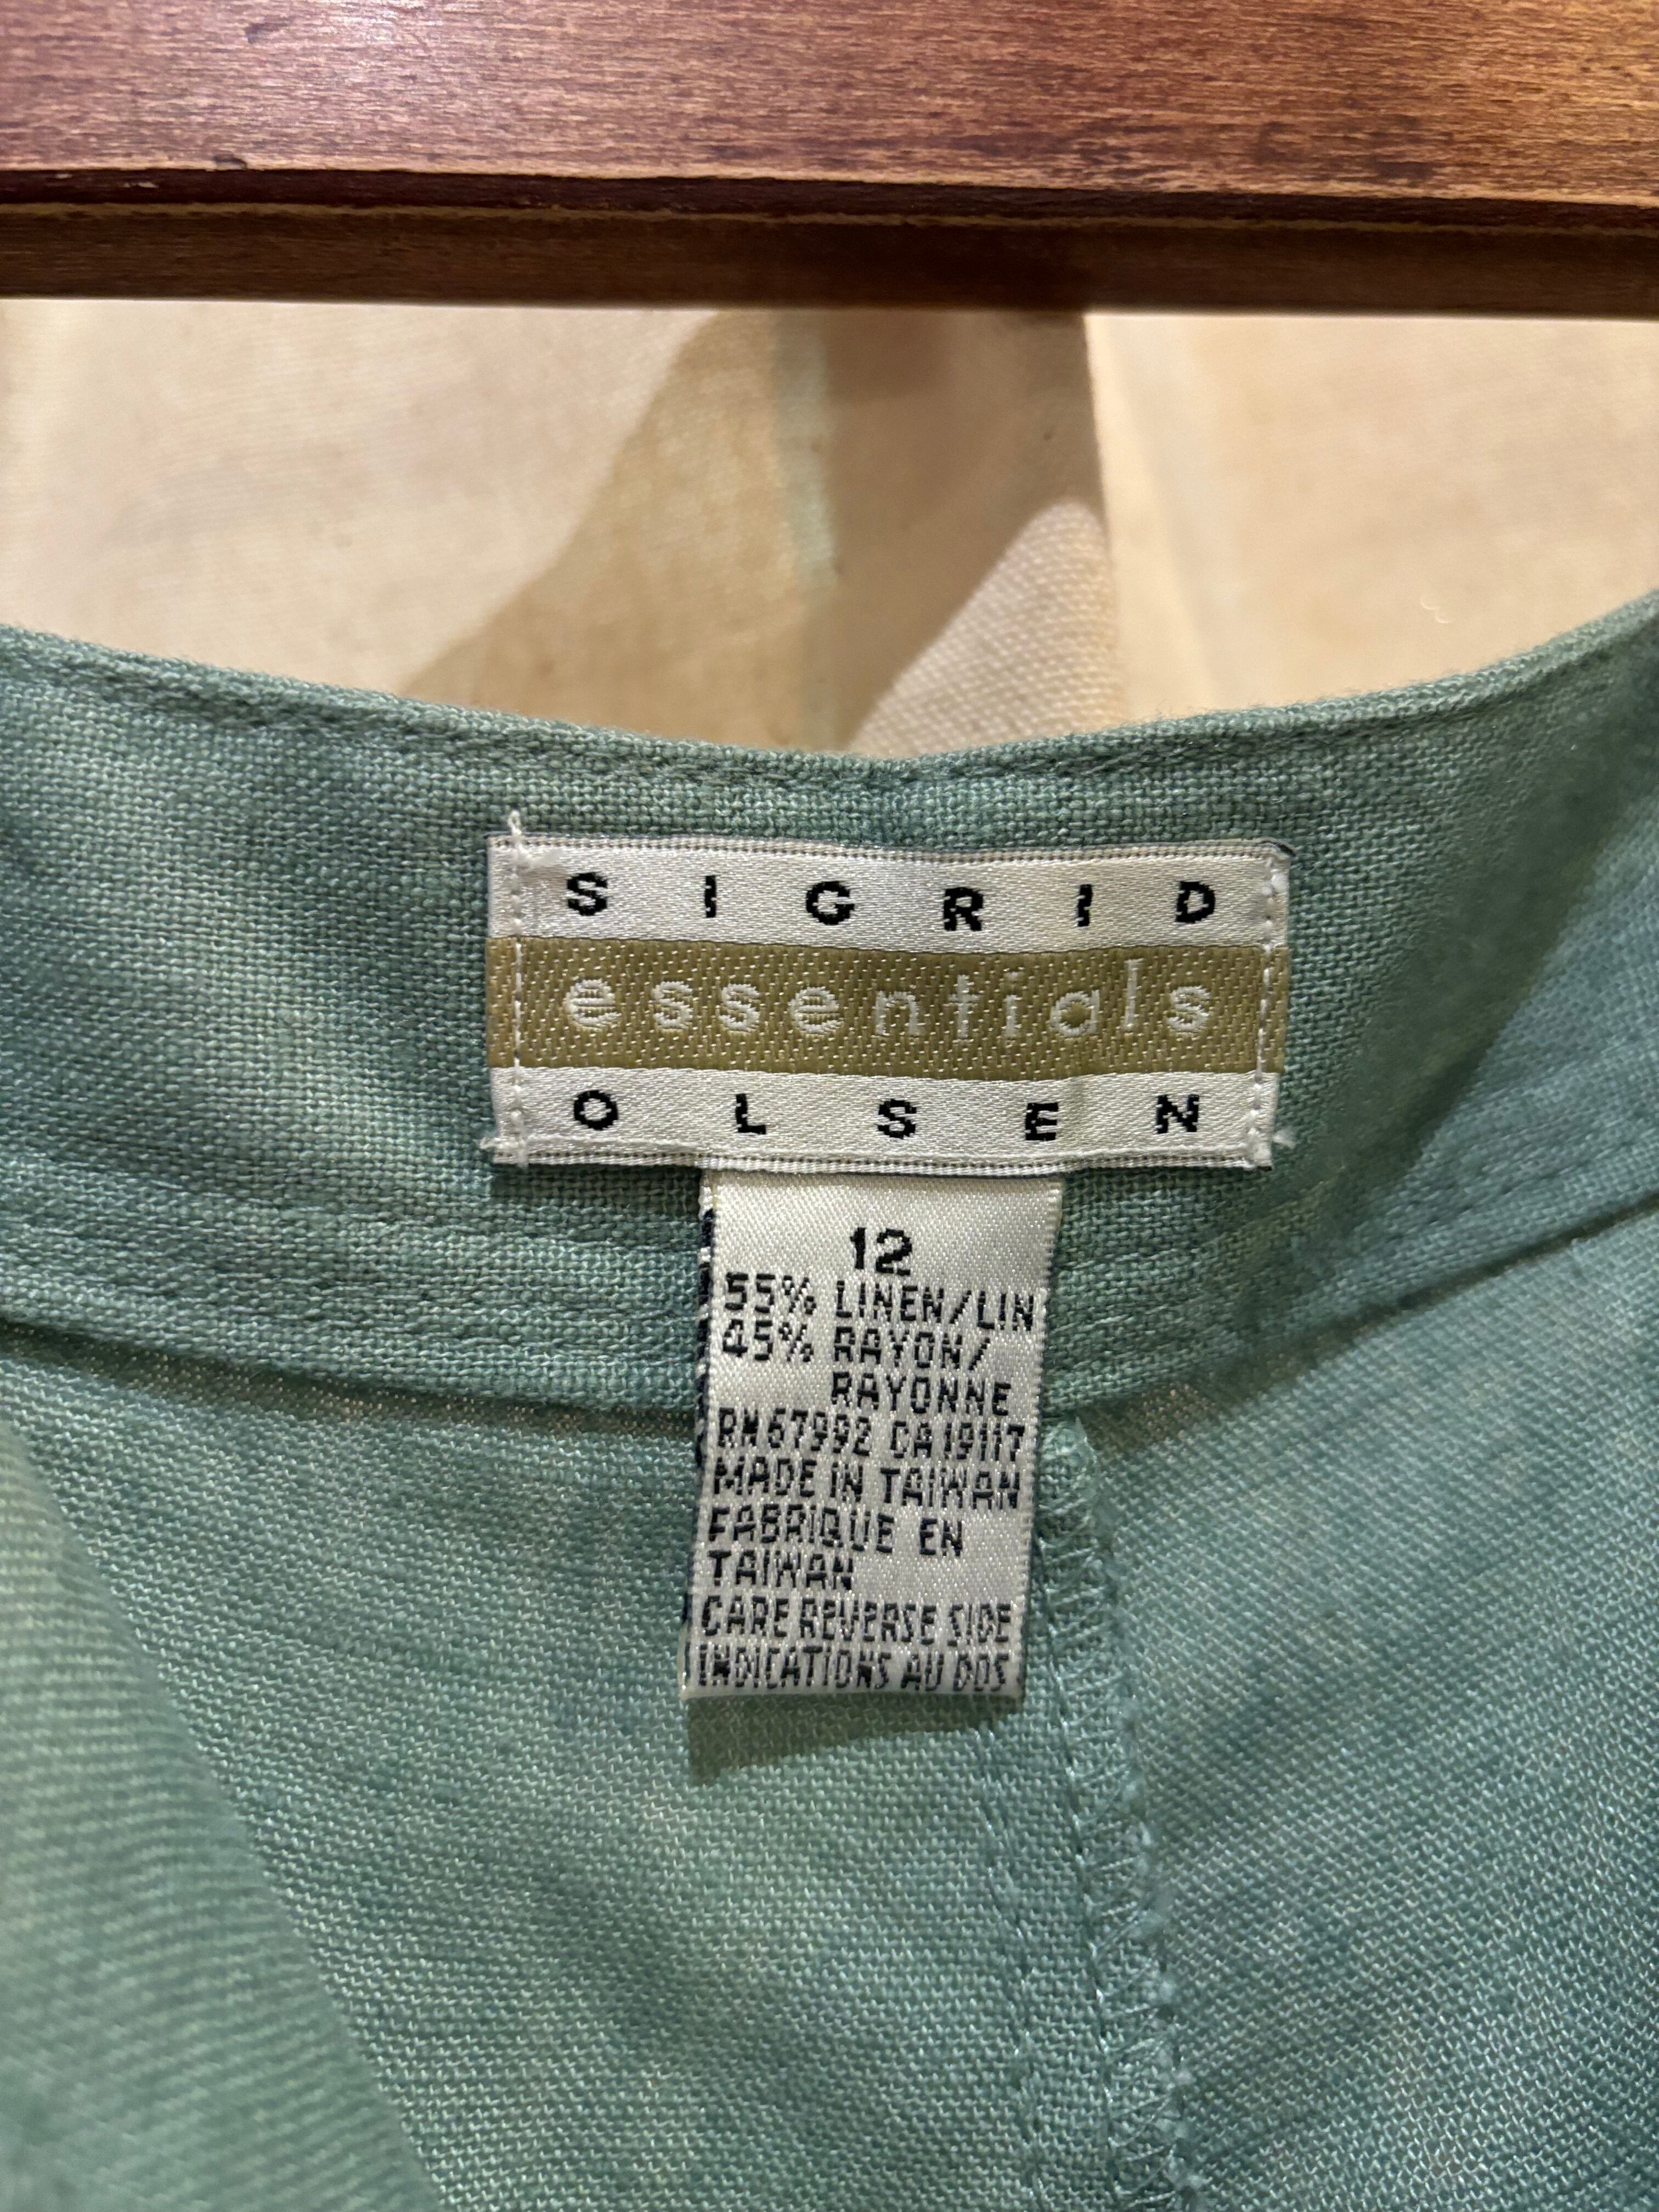 SIGRID
essentials
OLSEN
12
55% LINEN/LIN
45% RAYON/
RAYONNE
RN67992 CA19117
MADE IN TAIWAN
FABRIQUE EN
TAIWAN
CARE REVERSE SIDE
INDICATIONS AU DOS